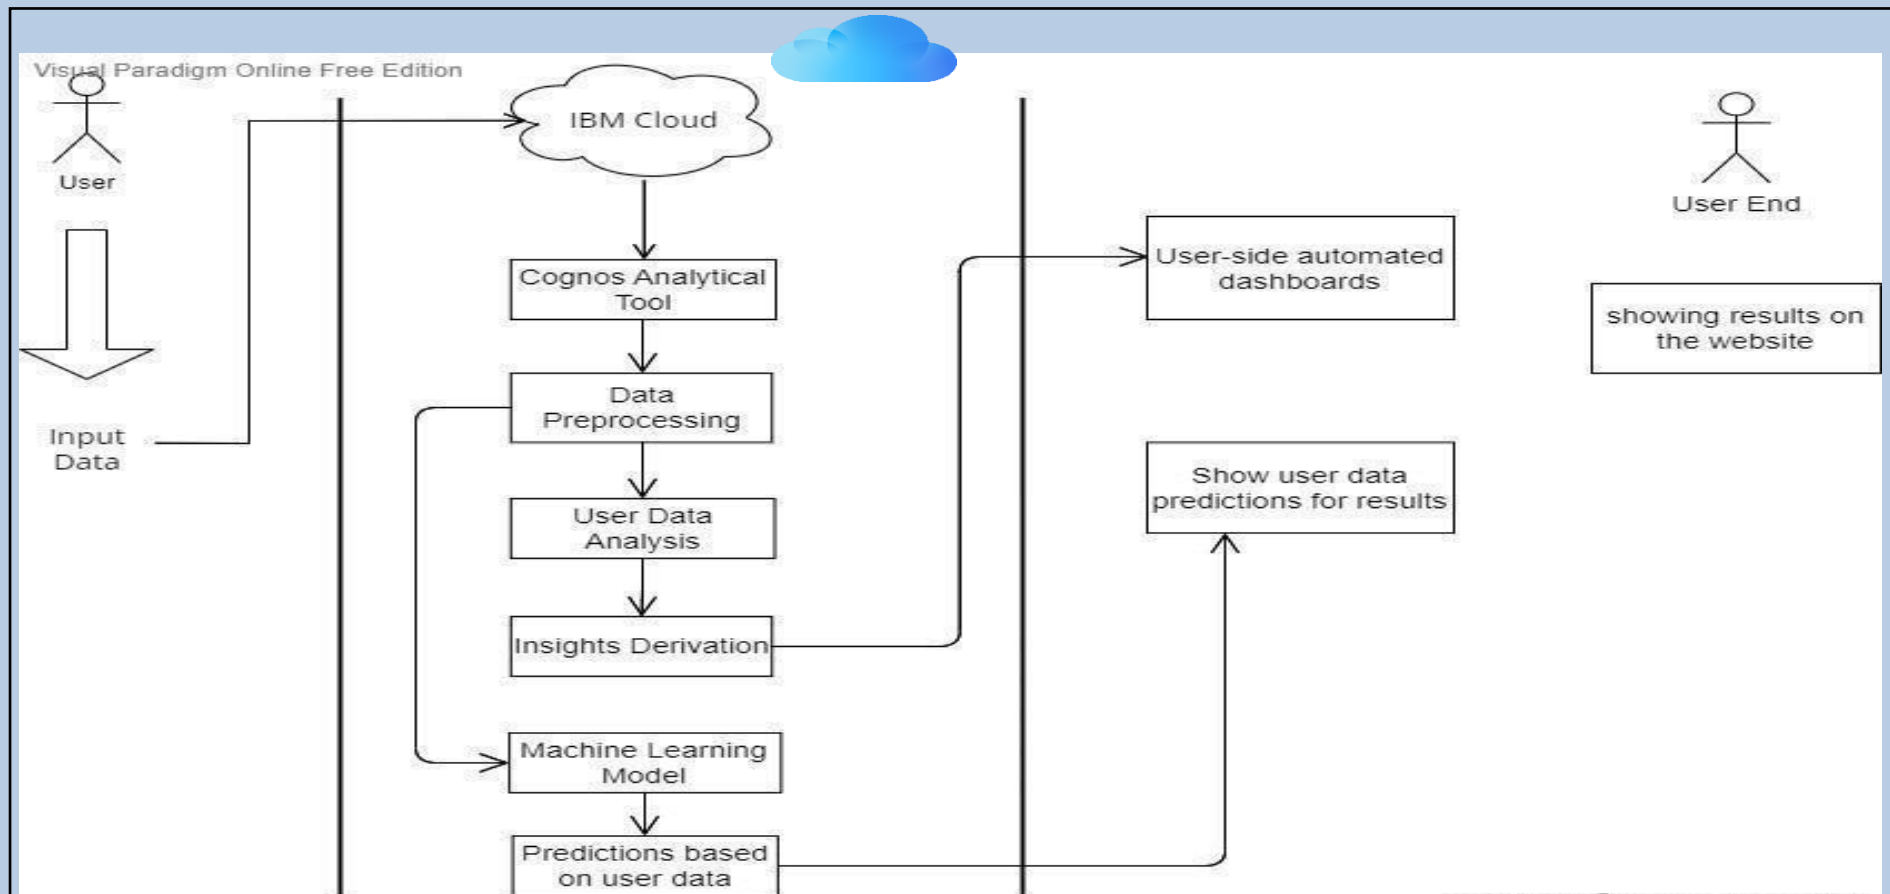 Visual Paradigm Online Free Edition
User
Input
Data
IBM Cloud
Cognos Analytical
Tool
Data
Preprocessing
User Data
Analysis
Insights Derivation
Machine Learning
Model
Predictions based
on user data
User-side automated
dashboards
Show user data
predictions for results
User End
showing results on
the website